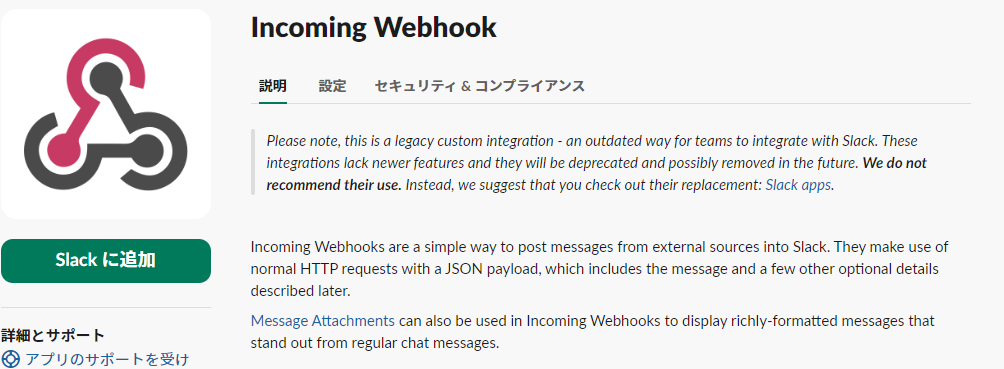 Incoming Webhook
説明 設定 セキュリティ & コンプライアンス
Please note, this is a legacy custom integration - an outdated way for teams to integrate with Slack. These
integrations lack newer features and they will be deprecated and possibly removed in the future. We do not
recommend their use. Instead, we suggest that you check out their replacement: Slack apps.
Slack に追加
Incoming Webhooks are a simple way to post messages from external sources into Slack. They make use of
normal HTTP requests with a JSON payload, which includes the message and a few other optional details
described later.
Message Attachments can also be used in Incoming Webhooks to display richly-formatted messages that
stand out from regular chat messages.
詳細とサポート
アプリのサポートを受け